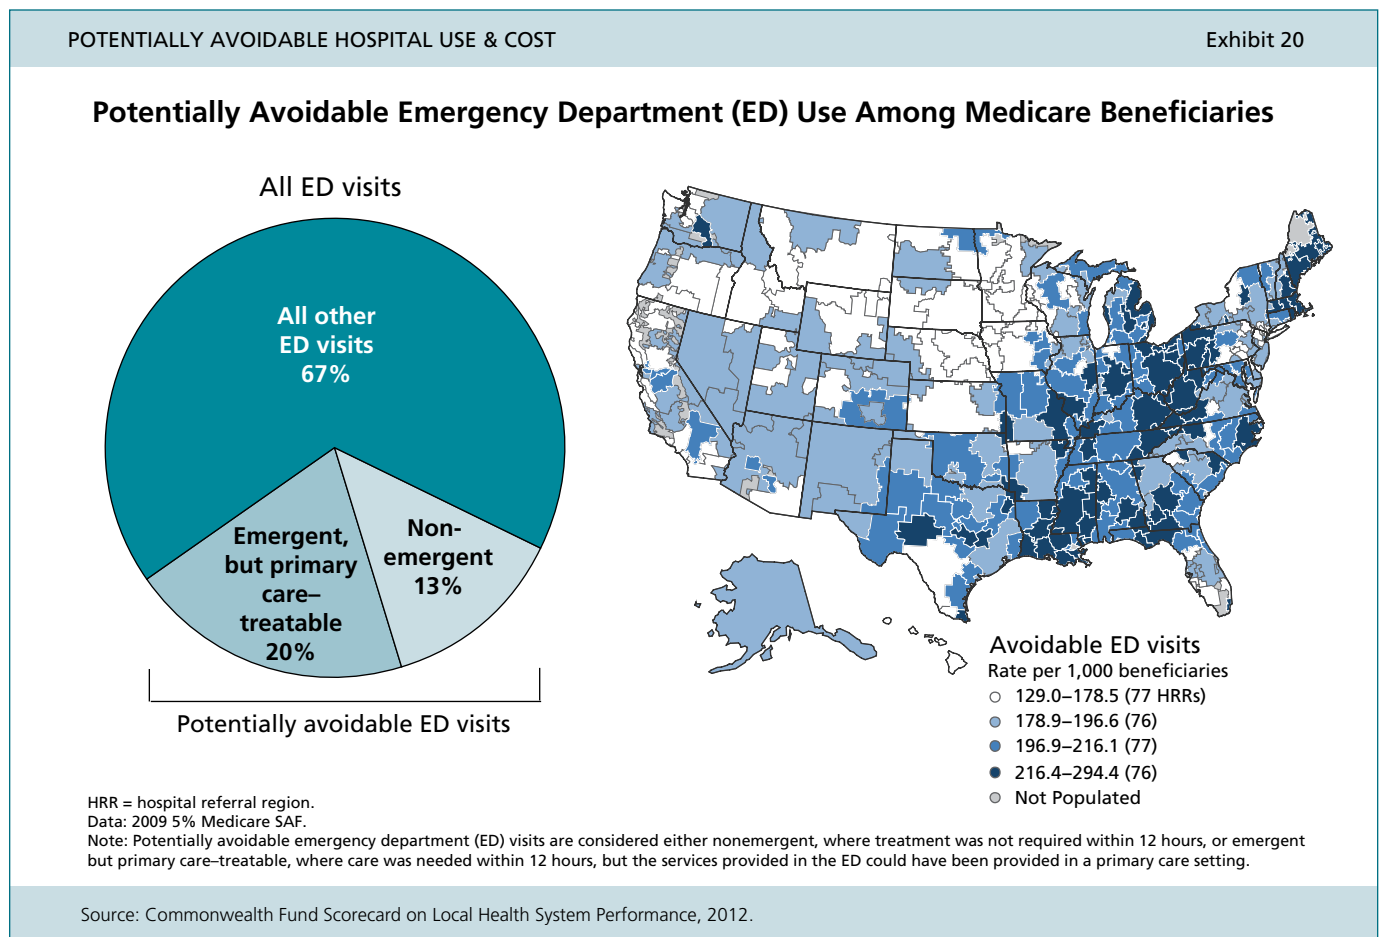 POTENTIALLY AVOIDABLE HOSPITAL USE & COST
Exhibit 20
Potentially Avoidable Emergency Department (ED) Use Among Medicare Beneficiaries
All ED visits
All other
ED visits
67%
Emergent,
but primary
care–
treatable
20%
Non-
emergent
13%
Potentially avoidable ED visits
Avoidable ED visits
Rate per 1,000 beneficiaries
129.0–178.5 (77 HRRs)
178.9–196.6 (76)
196.9–216.1 (77)
216.4–294.4 (76)
Not Populated
HRR = hospital referral region.
Data: 2009 5% Medicare SAF.
Note: Potentially avoidable emergency department (ED) visits are considered either nonemergent, where treatment was not required within 12 hours, or emergent
but primary care–treatable, where care was needed within 12 hours, but the services provided in the ED could have been provided in a primary care setting.
Source: Commonwealth Fund Scorecard on Local Health System Performance, 2012.